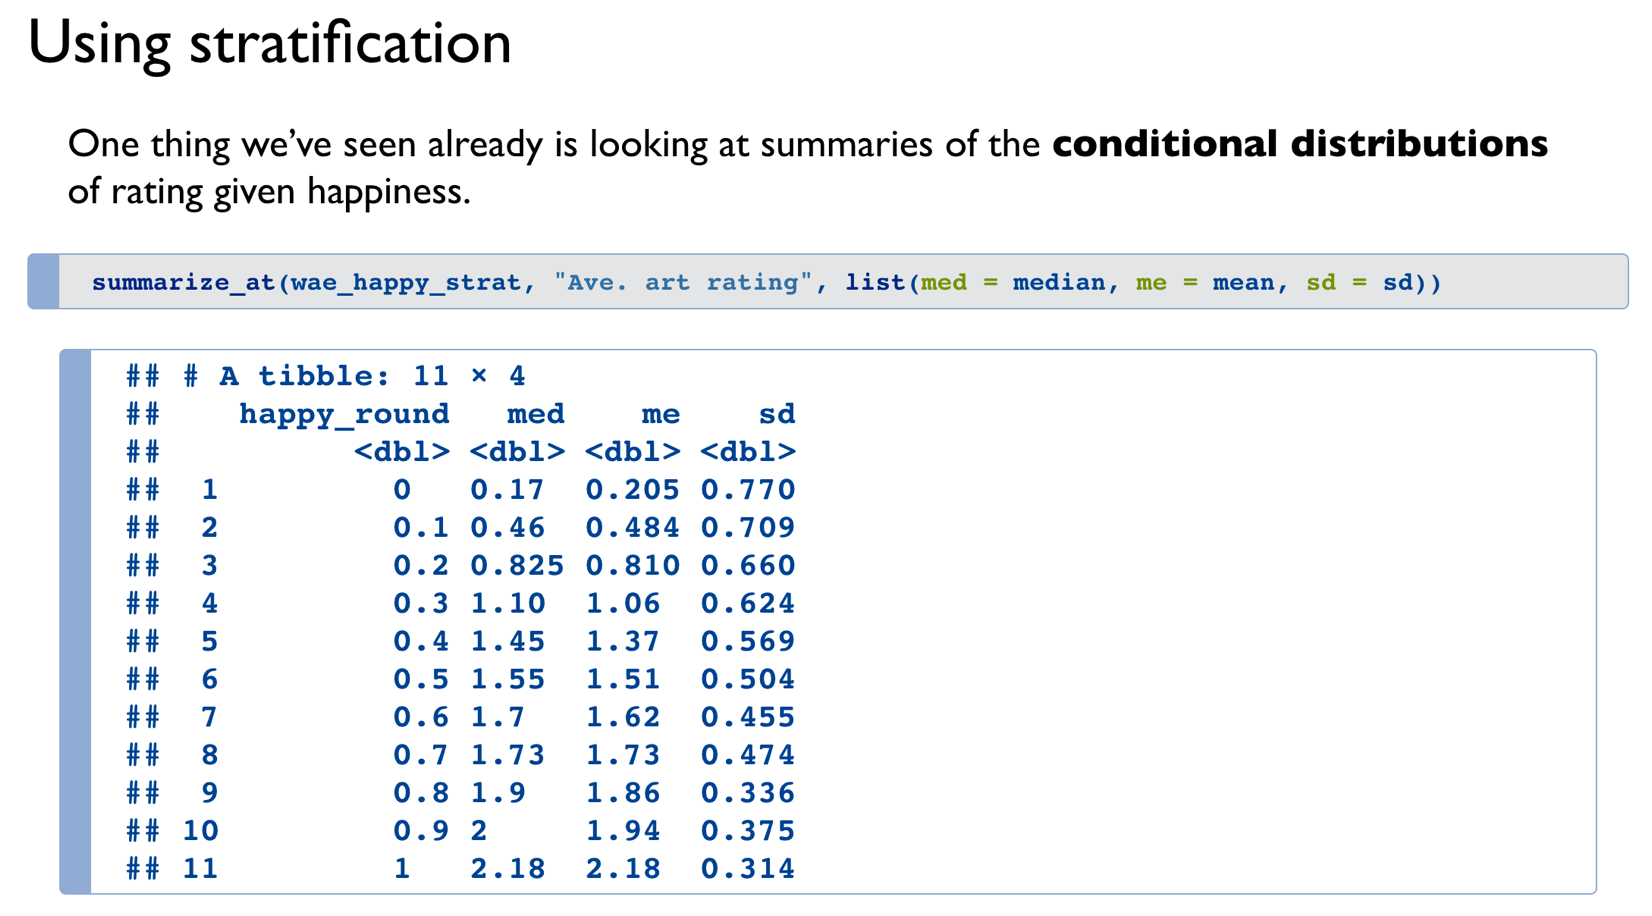 Using stratification
One thing we’ve seen already is looking at summaries of the conditional distributions
of rating given happiness.
summarize_at(wae_happy_strat, "Ave. art rating", list(med = median, me = mean, sd = sd))
## # A tibble: 11 × 4
##    happy_round   med    me    sd
##          <dbl> <dbl> <dbl> <dbl>
##  1         0   0.17  0.205 0.770
##  2         0.1 0.46  0.484 0.709
##  3         0.2 0.825 0.810 0.660
##  4         0.3 1.10  1.06  0.624
##  5         0.4 1.45  1.37  0.569
##  6         0.5 1.55  1.51  0.504
##  7         0.6 1.7   1.62  0.455
##  8         0.7 1.73  1.73  0.474
##  9         0.8 1.9   1.86  0.336
## 10         0.9 2     1.94  0.375
## 11         1   2.18  2.18  0.314